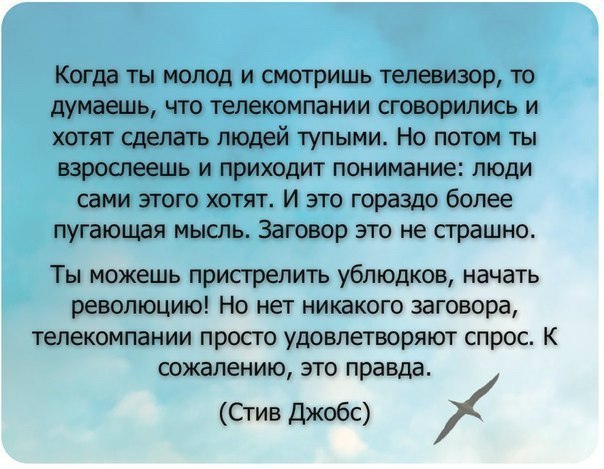 Когда ты молод и смотришь телевизор, то
думаешь, что телекомпании сговорились и
хотят сделать людей тупыми. Но потом ты
взрослеешь и приходит понимание: люди
сами этого хотят. И это гораздо более
пугающая мысль. Заговор это не страшно.
Ты можешь пристрелить ублюдков, начать
революцию! Но нет никакого заговора,
телекомпании просто удовлетворяют спрос. К
сожалению, это правда.
(Стив Джобс)